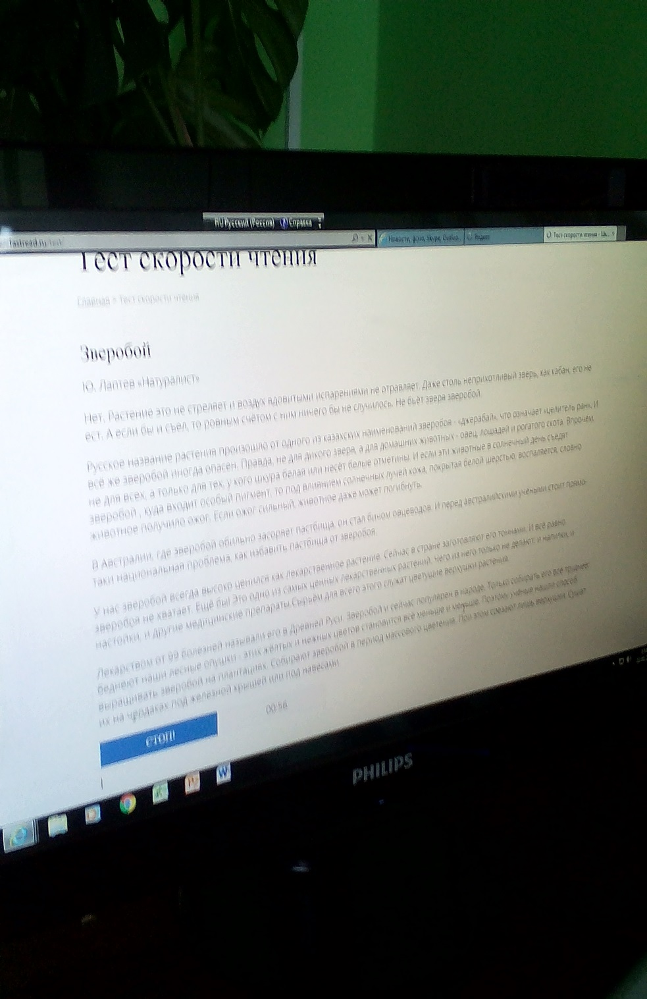 RU Русский (Россия) Справка
Новости, фото, skype, Outloo...
Яндекс
Тест скорости чтения
Тест скорости чтения
Главная » Тест скорости чтения
Зверобой
Ю. Лаптев «Натуралист»
Нет. Растение это не стреляет и воздух ядовитыми испарениями не отравляет. Даже столь неприхотливый зверь, как кабан, его не
ест. А если бы и съел, то ровным счётом с ним ничего бы не случилось. Не бьёт зверя зверобой.
Русское название растения произошло от одного из казахских наименований зверобоя - «джерабай», что означает «целитель ран». И
всё же зверобой иногда опасен. Правда, не для дикого зверя, а для домашних животных - овец, лошадей и рогатого скота. Впрочем,
не для всех, а только для тех, у кого шкура белая или несёт белые отметины. И если эти животные в солнечный день съедят
зверобой , куда входит особый пигмент, то под влиянием солнечных лучей кожа, покрытая белой шерстью, воспаляется, словно
животное получило ожог. Если ожог сильный, животное даже может погибнуть.
В Австралии, где зверобой обильно засоряет пастбища, он стал бичом овцеводов. И перед австралийскими учёными стоит прямо-
таки национальная проблема, как избавить пастбища от зверобоя.
У нас зверобой всегда высоко ценился как лекарственное растение. Сейчас в стране заготовляют его тоннами. И всё равно
зверобоя не хватает. Ещё бы! Это одно из самых ценных лекарственных растений. Чего из него только не делают: и напитки, и
настойки, и другие медицинские препараты.Сырьём для всего этого служат цветущие верхушки растения.
Лекарством от 99 болезней называли его в Древней Руси. Зверобой и сейчас популярен в народе. Только собирать его всё труднее:
беднеют наши лесные опушки - этих жёлтых и нежных цветов становится всё меньше и меньше. Поэтому учёные нашли способ
выращивать зверобой на плантациях. Собирают зверобой в период массового цветения. При этом срезают лишь верхушки. Сушат
их на чердаках под железной крышей или под навесами.
СТОП!
00:56
PHILIPS